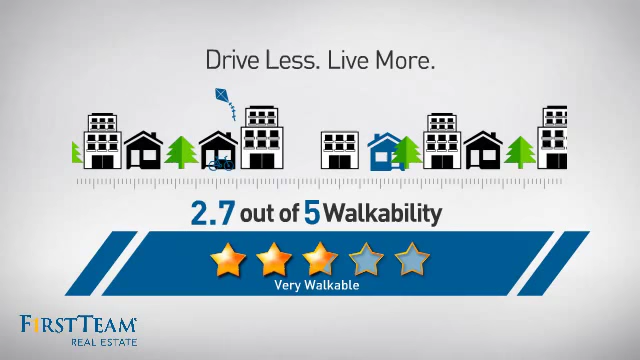 Drive Less. Live More.
2.7 out of 5 Walkability
Very Walkable
FIRSTTEAM®
REAL ESTATE